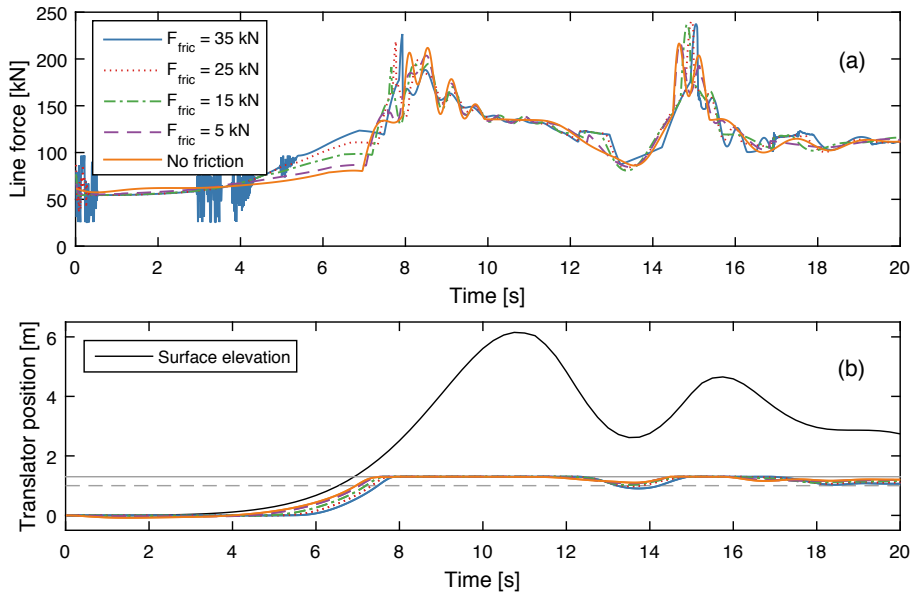 250
200
150
100
50
0
Line force [kN]
F_fric = 35 kN
F_fric = 25 kN
F_fric = 15 kN
F_fric = 5 kN
No friction
(a)
0 2 4 6 8 10 12 14 16 18 20
Time [s]
6
4
2
0
Translator position [m]
Surface elevation
(b)
0 2 4 6 8 10 12 14 16 18 20
Time [s]